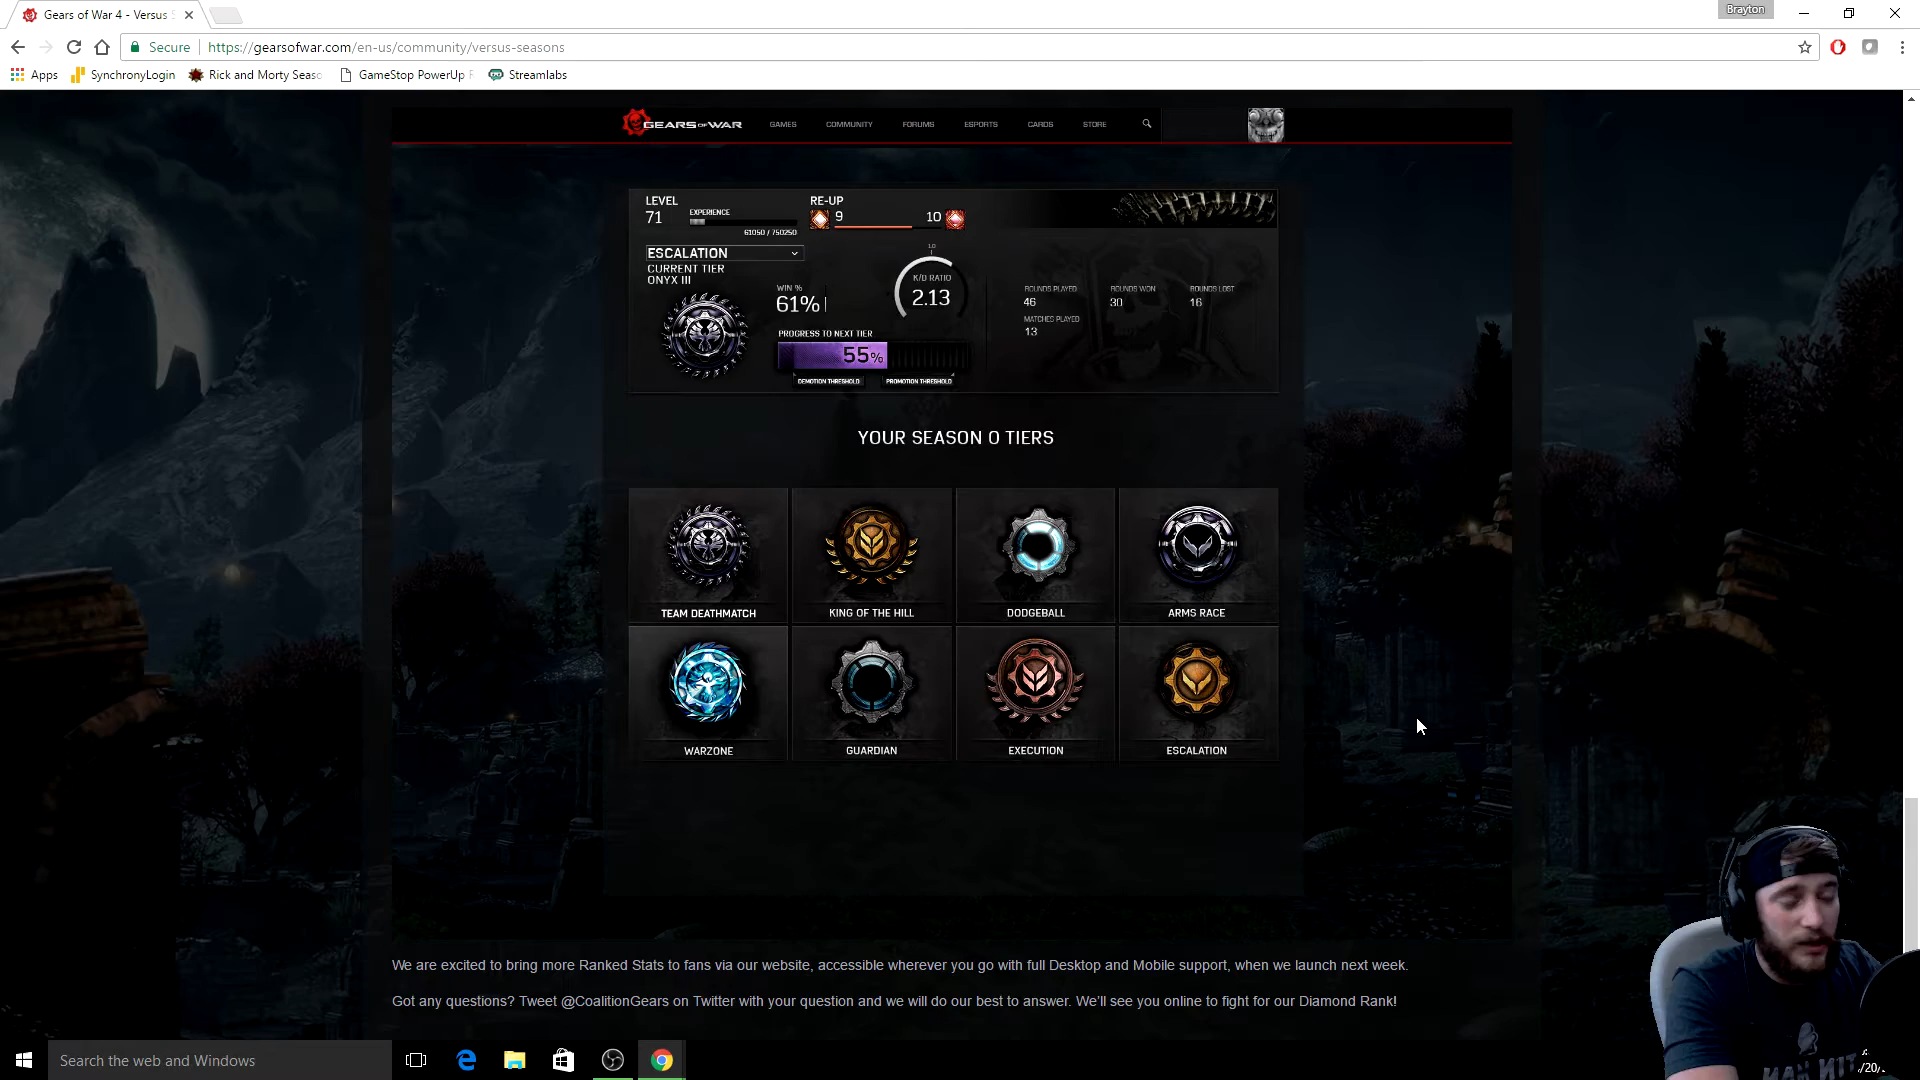 Gears of War 4 - Versus S
Brayton
Secure
https://gearsofwar.com/en-us/community/versus-seasons
Apps
SynchronyLogin
Rick and Morty Seaso
GameStop PowerUp
Streamlabs
GEARS OF WAR
GAMES
COMMUNITY
FORUMS
ESPORTS
CARDS
STORE
LEVEL
71
EXPERIENCE
61050 / 750250
RE-UP
9
10
ESCALATION
CURRENT TIER
ONYX III
WIN %
61%
1.0
K/D RATIO
2.13
PROGRESS TO NEXT TIER
55%
DEMOTION THRESHOLD
PROMOTION THRESHOLD
ROUNDS PLAYED
46
ROUNDS WON
30
ROUNDS LOST
16
MATCHES PLAYED
13
YOUR SEASON 0 TIERS
TEAM DEATHMATCH
KING OF THE HILL
DODGEBALL
ARMS RACE
WARZONE
GUARDIAN
EXECUTION
ESCALATION
We are excited to bring more Ranked Stats to fans via our website, accessible wherever you go with full Desktop and Mobile support, when we launch next week.
Got any questions? Tweet @CoalitionGears on Twitter with your question and we will do our best to answer. We'll see you online to fight for our Diamond Rank!
Search the web and Windows